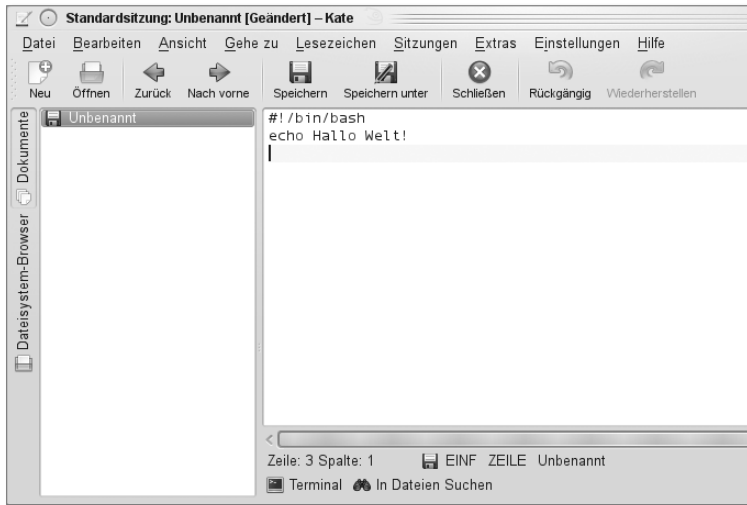 Standardsitzung: Unbenannt [Geändert] – Kate
Datei Bearbeiten Ansicht Gehe zu Lesezeichen Sitzungen Extras Einstellungen Hilfe
Neu Öffnen Zurück Nach vorne Speichern Speichern unter Schließen Rückgängig Wiederherstellen
Dokumente
Dateisystem-Browser
Unbenannt
#!/bin/bash
echo Hallo Welt!
Zeile: 3 Spalte: 1 EINF ZEILE Unbenannt
Terminal In Dateien Suchen